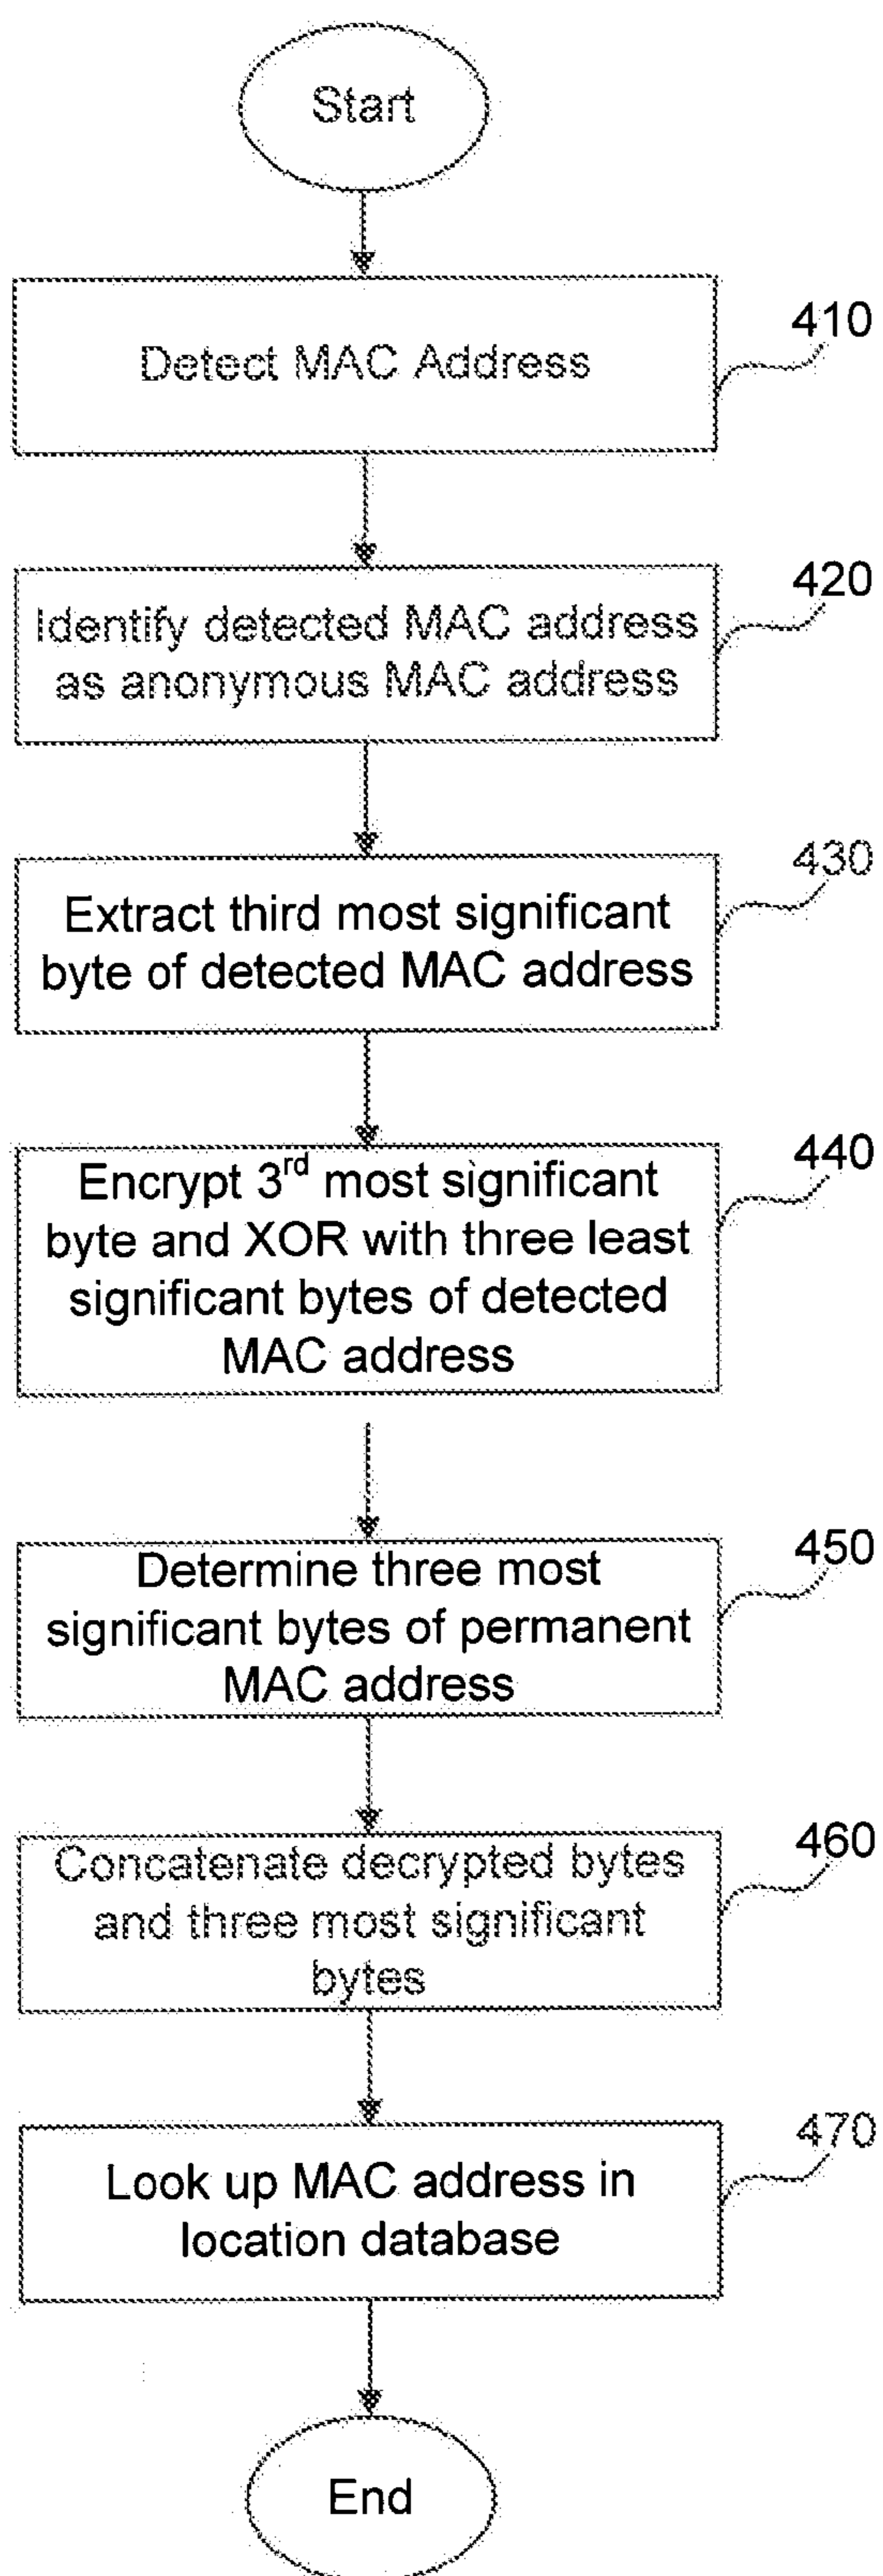 Start
410
Detect MAC Address
420
Identify detected MAC address
as anonymous MAC address
430
Extract third most significant
byte of detected MAC address
440
Encrypt 3rd most significant
byte and XOR with three least
significant bytes of detected
MAC address
450
Determine three most
significant bytes of permanent
MAC address
460
Concatenate decrypted bytes
and three most significant
bytes
470
Look up MAC address in
location database
End